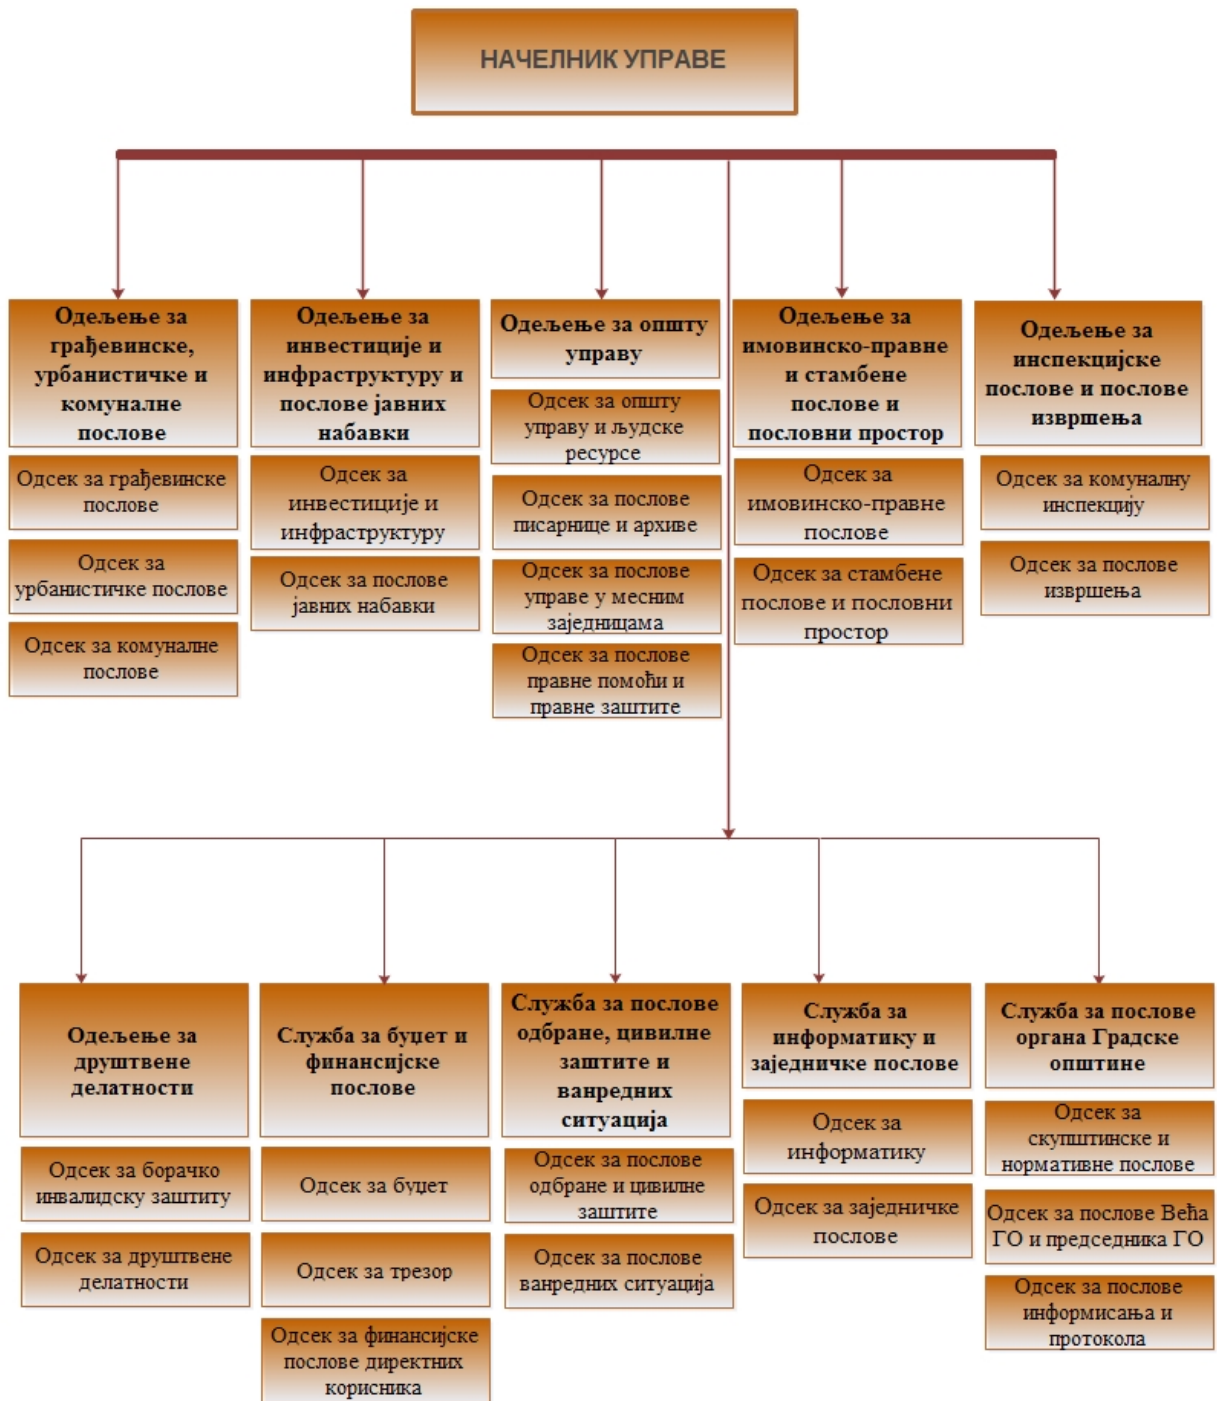 НАЧЕЛНИК УПРАВЕ
Одељење за
грађевинске,
урбанистичке и
комуналне
послове
Одсек за грађевинске
послове
Одсек за
урбанистичке послове
Одсек за комуналне
послове
Одељење за
инвестиције и
инфраструктуру и
послове јавних
набавки
Одсек за
инвестиције и
инфраструктуру
Одсек за послове
јавних набавки
Одељење за општу
управу
Одсек за општу
управу и људске
ресурсе
Одсек за послове
писарнице и архиве
Одсек за послове
управе у месним
заједницама
Одсек за послове
правне помоћи и
правне заштите
Одељење за
имовинско-правне
и стамбене
послове и
пословни простор
Одсек за
имовинско-правне
послове
Одсек за стамбене
послове и пословни
простор
Одељење за
инспекцијске
послове и послове
извршења
Одсек за комуналну
инспекцију
Одсек за послове
извршења
Одељење за
друштвене
делатности
Одсек за борачко
инвалидску заштиту
Одсек за друштвене
делатности
Служба за буџет и
финансијске
послове
Одсек за буџет
Одсек за трезор
Одсек за финансијске
послове директних
корисника
Служба за послове
одбране, цивилне
заштите и
ванредних
ситуација
Одсек за послове
одбране и цивилне
заштите
Одсек за послове
ванредних ситуација
Служба за
информатику и
заједничке послове
Одсек за
информатику
Одсек за заједничке
послове
Служба за послове
органа Градске
општине
Одсек за
скупштинске и
нормативне послове
Одсек за послове Већа
ГО и председника ГО
Одсек за послове
информисања и
протокола